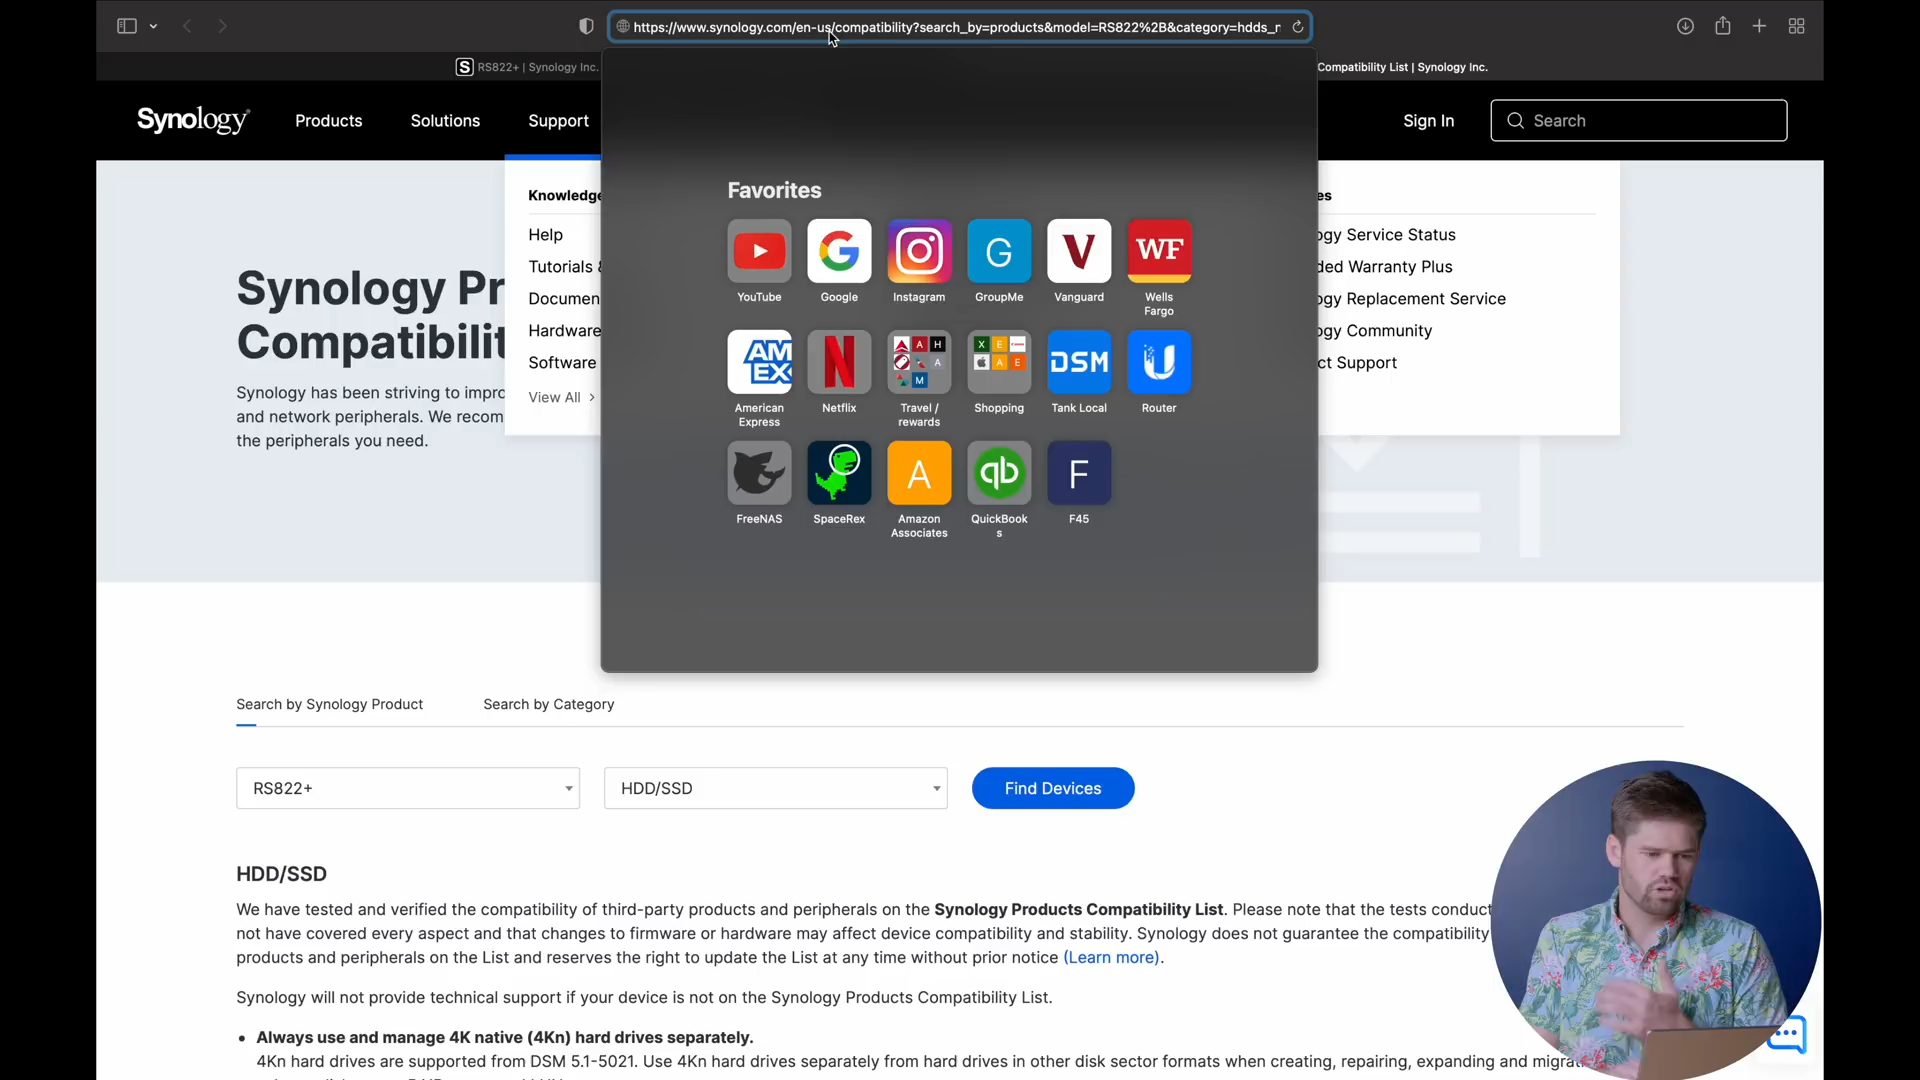 https://www.synology.com/en-us/compatibility?search_by=products&model=RS822%2B&category=hdds_n
S RS822+ | Synology Inc.
Compatibility List | Synology Inc.
Synology
Products
Solutions
Support
Sign In
Search
Favorites
YouTube
Google
Instagram
GroupMe
Vanguard
Wells
Fargo
American
Express
Netflix
Travel /
rewards
Shopping
Tank Local
Router
FreeNAS
SpaceRex
Amazon
Associates
QuickBook
s
F45
G
G
V
WF
AM
EX
N
A H
A
M
X E
A E
DSM
U
A
qb
F
Knowledge
Help
Tutorials &
Documen
Hardware
Software
View All >
es
ogy Service Status
ded Warranty Plus
ogy Replacement Service
ogy Community
ct Support
Synology Pr
Compatibilit
Synology has been striving to impro
and network peripherals. We recom
the peripherals you need.
Search by Synology Product
Search by Category
RS822+
HDD/SSD
Find Devices
HDD/SSD
We have tested and verified the compatibility of third-party products and peripherals on the Synology Products Compatibility List. Please note that the tests conduct
not have covered every aspect and that changes to firmware or hardware may affect device compatibility and stability. Synology does not guarantee the compatibility
products and peripherals on the List and reserves the right to update the List at any time without prior notice (Learn more).
Synology will not provide technical support if your device is not on the Synology Products Compatibility List.
• Always use and manage 4K native (4Kn) hard drives separately.
4Kn hard drives are supported from DSM 5.1-5021. Use 4Kn hard drives separately from hard drives in other disk sector formats when creating, repairing, expanding and migra